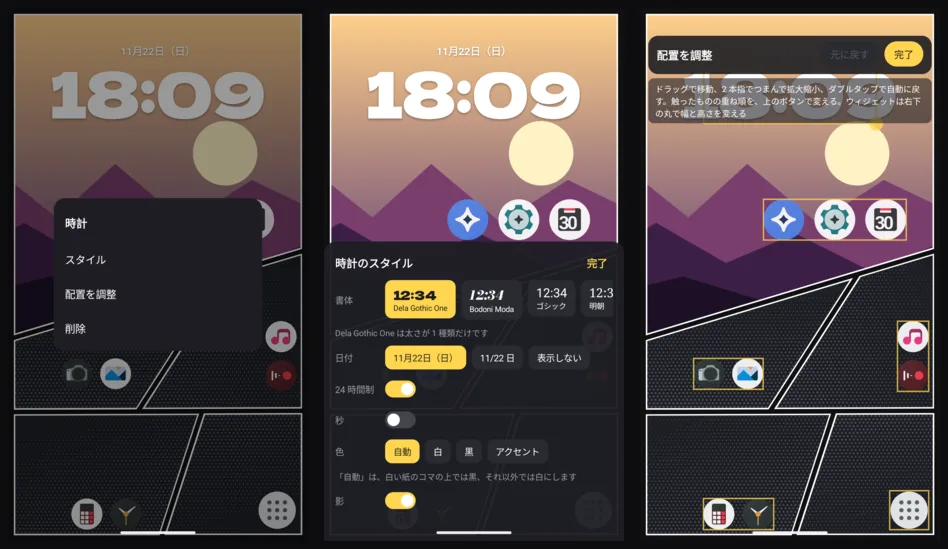 11月22日（日）
18:09
時計
スタイル
配置を調整
削除
11月22日（日）
18:09
30
時計のスタイル
完了
書体
12:34
Dela Gothic One
12:34
Bodoni Moda
12:34
ゴシック
12:3
明朝
Dela Gothic One は太さが 1 種類だけです
日付
11月22日（日）
11/22 日
表示しない
24 時間制
秒
色
自動
白
黒
アクセント
「自動」は、白い紙のコマの上では黒、それ以外では白にします
影
配置を調整
元に戻す
完了
18:09
ドラッグで移動、2 本指でつまんで拡大縮小、ダブルタップで自動に戻
す。触ったものの重ね順を、上のボタンで変える。ウィジェットは右下
の丸で幅と高さを変える
30